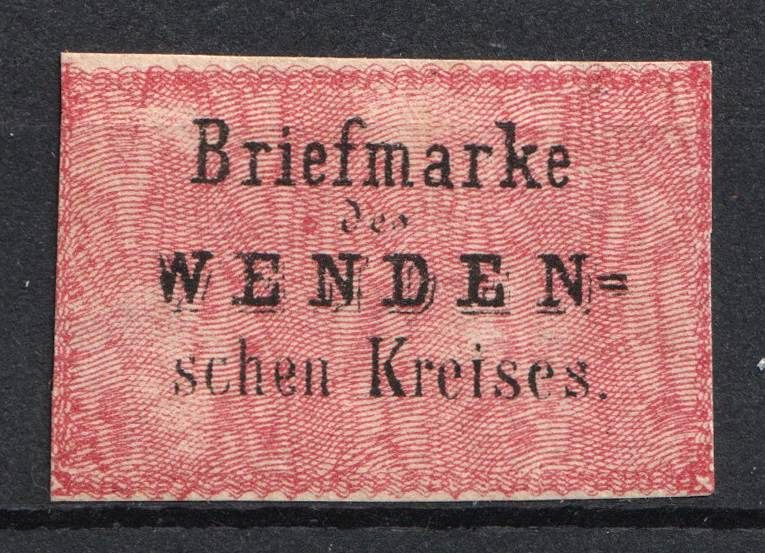 Briefmarke
des
WENDEN=
schen Kreises.